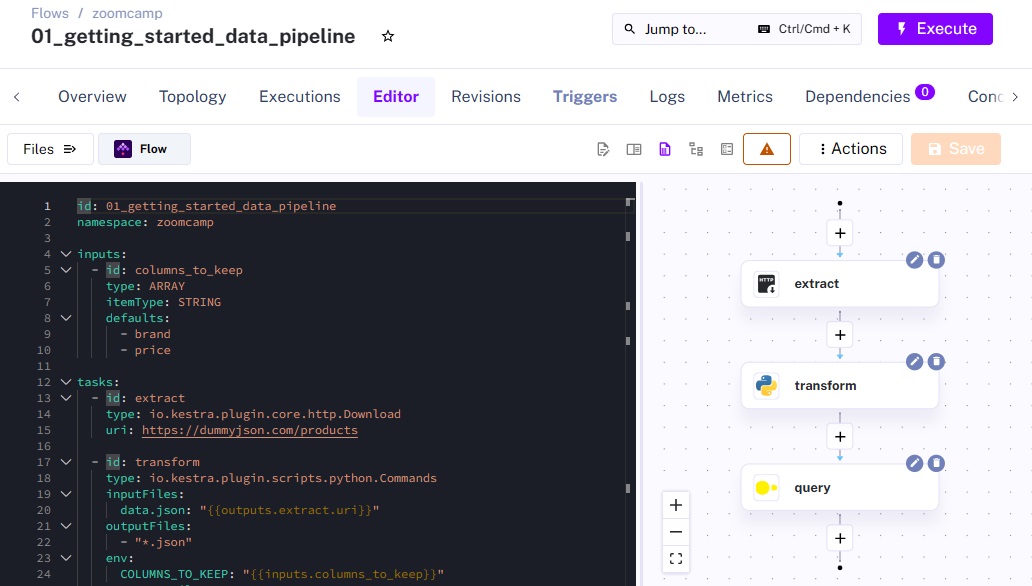 Flows / zoomcamp
01_getting_started_data_pipeline
Jump to... Ctrl/Cmd + K
Execute
Overview Topology Executions Editor Revisions Triggers Logs Metrics Dependencies 0 Conc
Files Flow Actions Save
1 id: 01_getting_started_data_pipeline
2 namespace: zoomcamp
3
4 inputs:
5 - id: columns_to_keep
6 type: ARRAY
7 itemType: STRING
8 defaults:
9 - brand
10 - price
11
12 tasks:
13 - id: extract
14 type: io.kestra.plugin.core.http.Download
15 uri: https://dummyjson.com/products
16
17 - id: transform
18 type: io.kestra.plugin.scripts.python.Commands
19 inputFiles:
20 data.json: "{{outputs.extract.uri}}"
21 outputFiles:
22 - "*.json"
23 env:
24 COLUMNS_TO_KEEP: "{{inputs.columns_to_keep}}"
HTTP
extract
transform
query